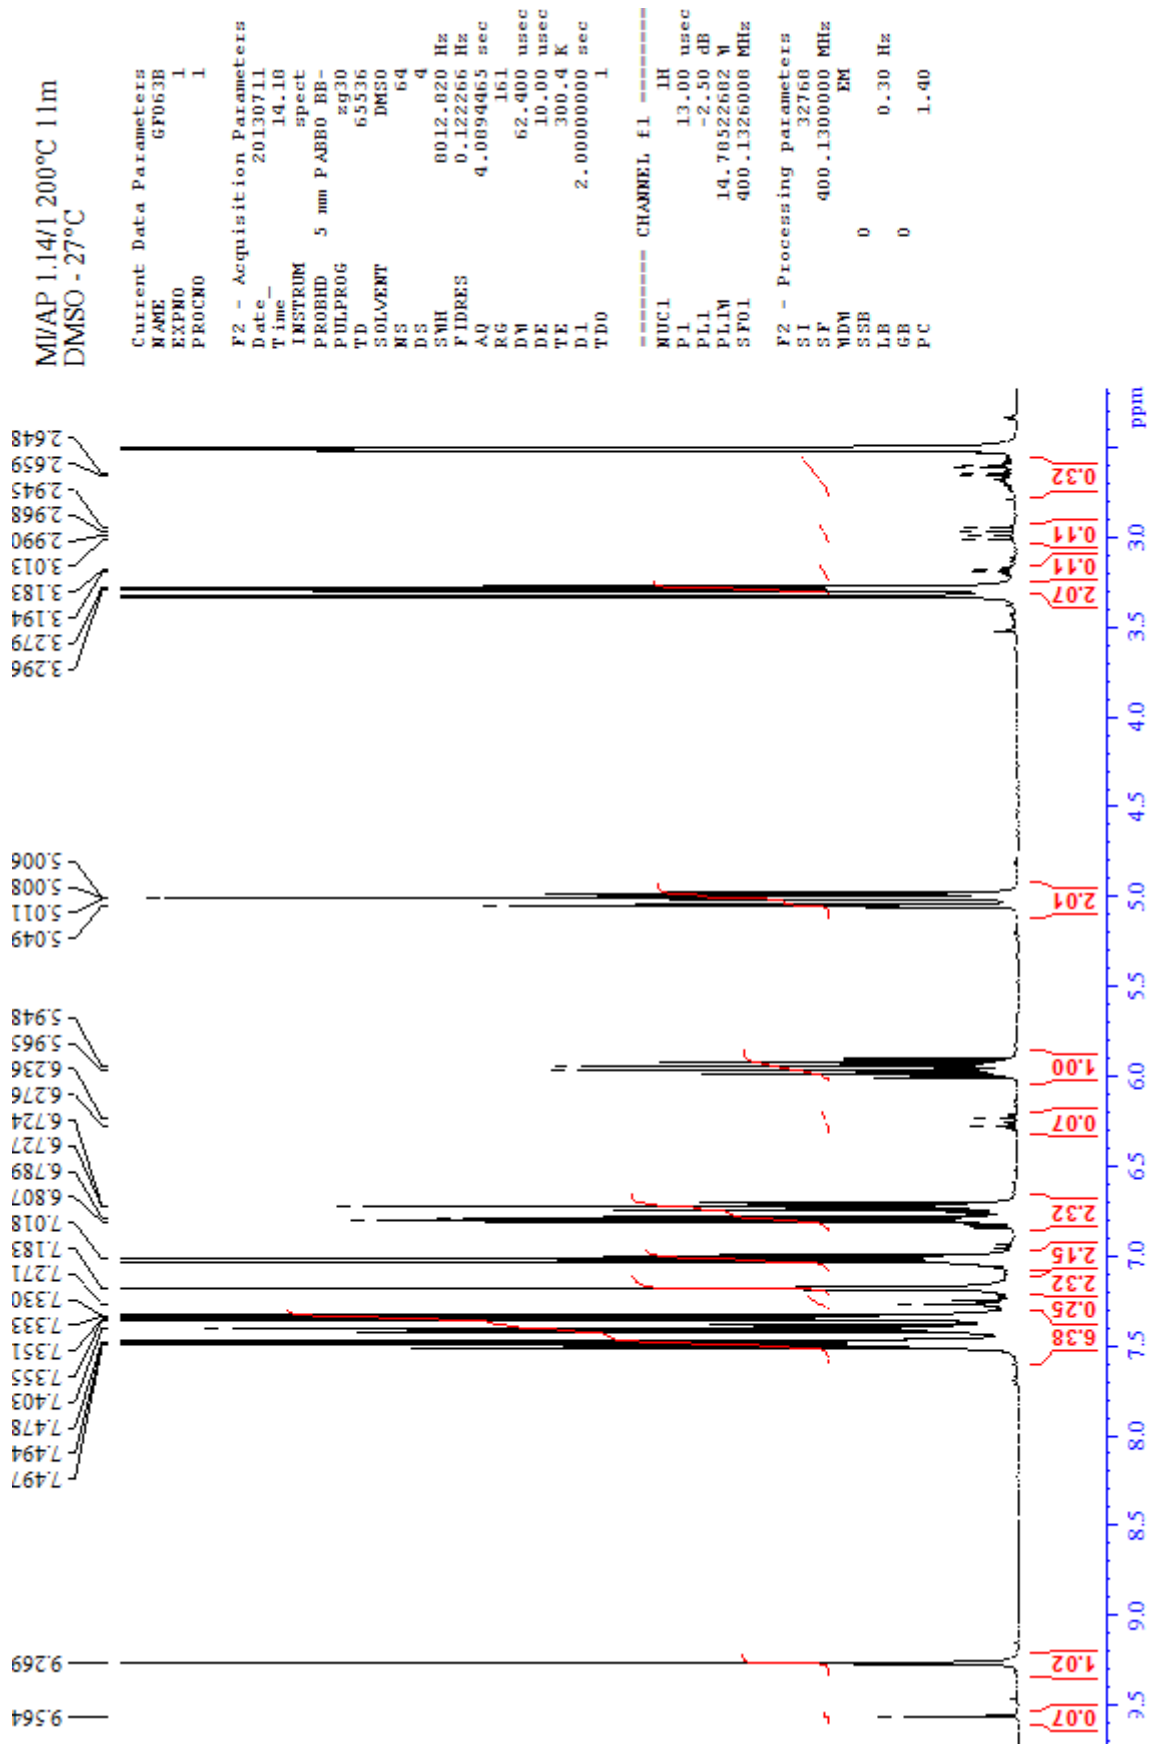 MI/AP 1.14/1 200°C 11m
DMSO - 27°C
Current Data Parameters
NAME GF063B
EXPNO 1
PROCNO 1
F2 - Acquisition Parameters
Date_ 20130711
Time 14.18
INSTRUM spect
PROBHD 5 mm PABBO BB-
PULPROG zg30
TD 65536
SOLVENT DMSO
NS 64
DS 4
SWH 8012.820 Hz
FIDRES 0.122266 Hz
AQ 4.0894465 sec
RG 161
DW 62.400 usec
DE 10.00 usec
TE 300.4 K
D1 2.00000000 sec
TD0 1
======== CHANNEL f1 ========
NUC1 1H
P1 13.00 usec
PL1 -2.50 dB
PL1W 14.78522682 W
SFO1 400.1326008 MHz
F2 - Processing parameters
SI 32768
SF 400.1300000 MHz
WDW EM
SSB 0
LB 0.30 Hz
GB 0
PC 1.40
9.564
9.269
7.497
7.494
7.478
7.403
7.355
7.351
7.333
7.330
7.271
7.183
7.018
6.807
6.789
6.727
6.724
6.276
6.236
5.965
5.948
5.049
5.011
5.008
5.006
3.296
3.279
3.194
3.183
3.013
2.990
2.968
2.945
2.659
2.648
0.07
1.02
6.38
0.25
2.32
2.15
2.32
0.07
1.00
2.01
2.07
0.11
0.11
0.32
9.5 9.0 8.5 8.0 7.5 7.0 6.5 6.0 5.5 5.0 4.5 4.0 3.5 3.0 ppm